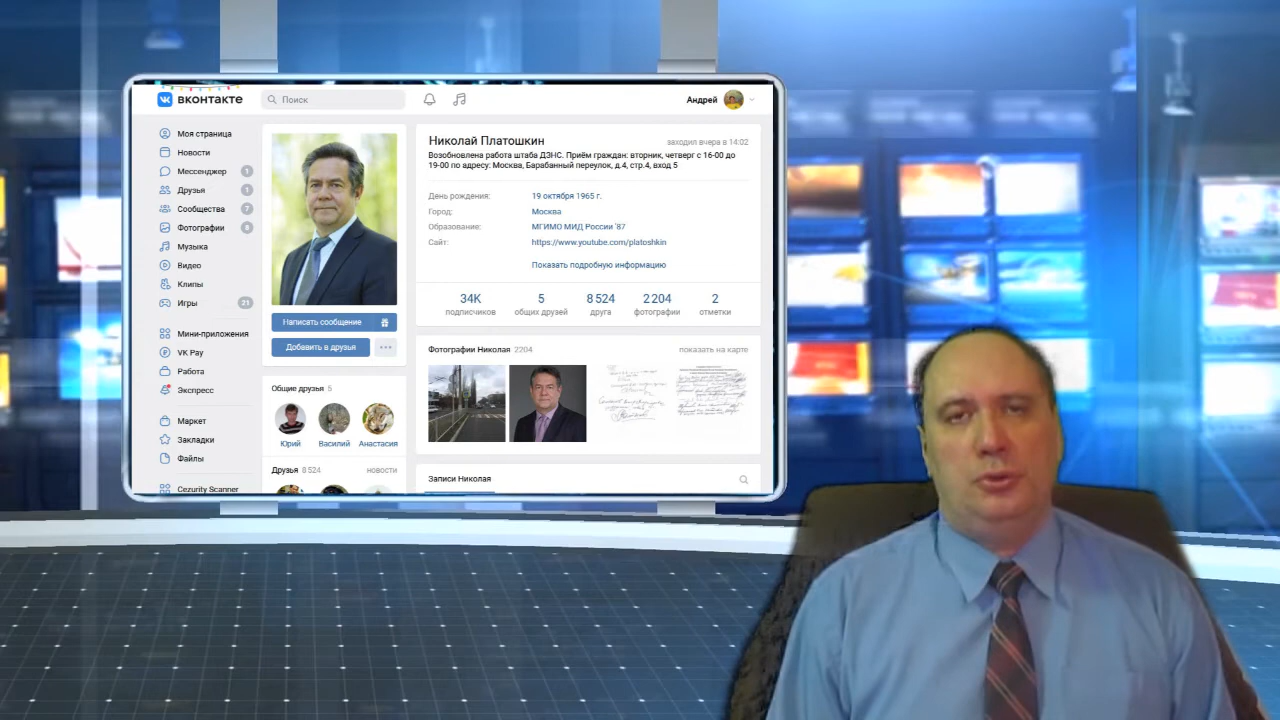 вконтакте
Поиск
Андрей
Моя страница
Новости
Мессенджер 1
Друзья 1
Сообщества 7
Фотографии 8
Музыка
Видео
Клипы
Игры 21
Мини-приложения
VK Pay
Работа
Экспресс
Маркет
Закладки
Файлы
Cezurity Scanner
Написать сообщение
Добавить в друзья
Общие друзья 5
Юрий Василий Анастасия
Друзья 8 524 новости
Николай Платошкин
заходил вчера в 14:02
Возобновлена работа штаба ДЗНС. Приём граждан: вторник, четверг с 16-00 до
19-00 по адресу: Москва, Барабанный переулок, д.4, стр.4, вход 5
День рождения: 19 октября 1965 г.
Город: Москва
Образование: МГИМО МИД России '87
Сайт: https://www.youtube.com/platoshkin
Показать подробную информацию
34K 5 8 524 2 204 2
подписчиков общих друзей друга фотографии отметки
Фотографии Николая 2204 показать на карте
Записи Николая